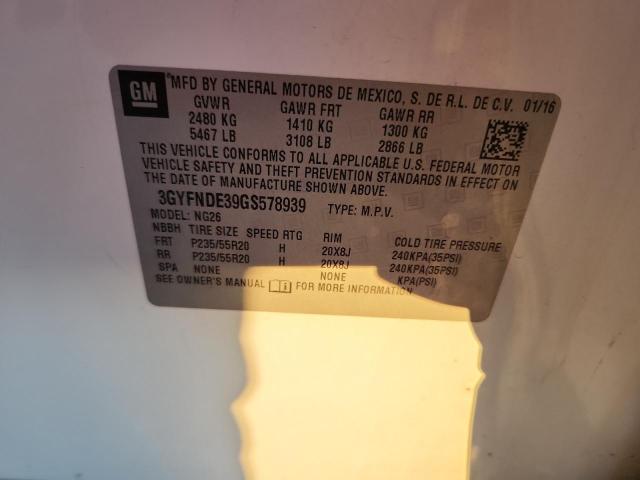 GM MFD BY GENERAL MOTORS DE MEXICO, S. DE R.L. DE C.V. 01/16
GVWR GAWR FRT GAWR RR
2480 KG 1410 KG 1300 KG
5467 LB 3108 LB 2866 LB
THIS VEHICLE CONFORMS TO ALL APPLICABLE U.S. FEDERAL MOTOR
VEHICLE SAFETY AND THEFT PREVENTION STANDARDS IN EFFECT ON
THE DATE OF MANUFACTURE SHOWN ABOVE.
3GYFNDE39GS578939 TYPE: M.P.V.
MODEL: NG26
NBBH TIRE SIZE SPEED RTG RIM COLD TIRE PRESSURE
FRT P235/55R20 H 20X8J 240KPA(35PSI)
RR P235/55R20 H 20X8J 240KPA(35PSI)
SPA NONE NONE KPA(PSI)
SEE OWNER'S MANUAL FOR MORE INFORMATION